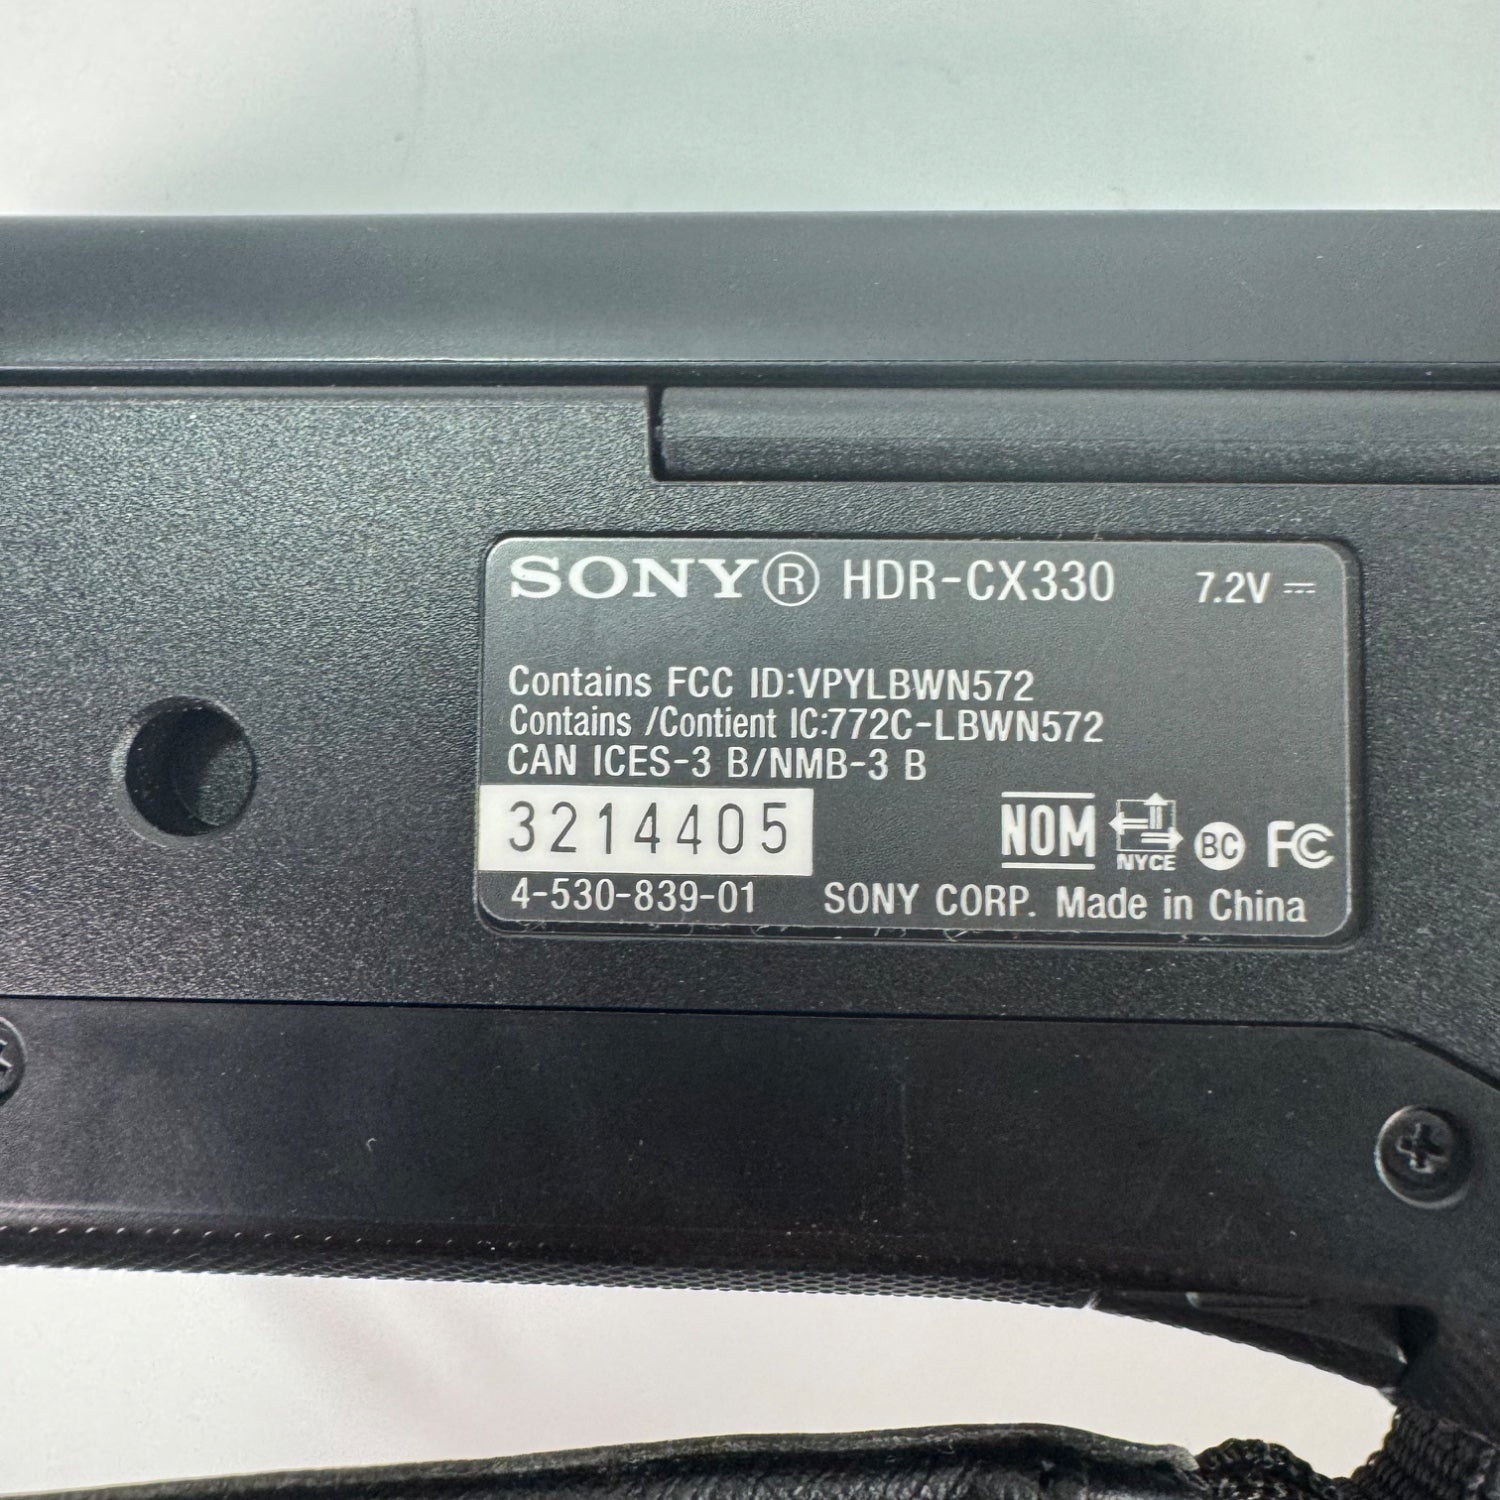 SONY® HDR-CX330 7.2V ⎓
Contains FCC ID:VPYLBWN572
Contains /Contient IC:772C-LBWN572
CAN ICES-3 B/NMB-3 B
3214405
NOM NYCE BC FC
4-530-839-01 SONY CORP. Made in China